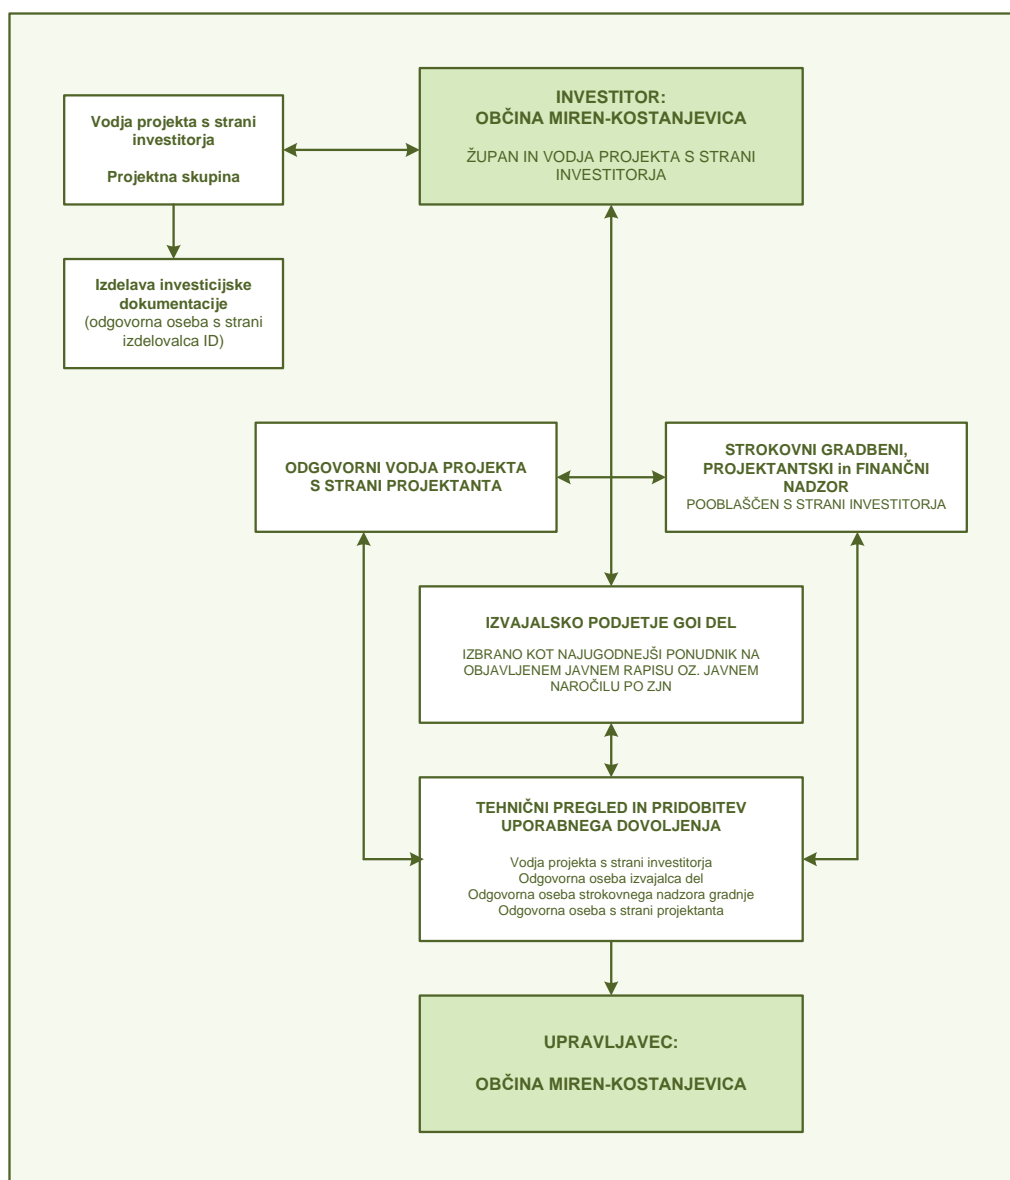 INVESTITOR:
OBČINA MIREN-KOSTANJEVICA
ŽUPAN IN VODJA PROJEKTA S STRANI
INVESTITORJA
Vodja projekta s strani
investitorja
Projektna skupina
Izdelava investicijske
dokumentacije
(odgovorna oseba s strani
izdelovalca ID)
ODGOVORNI VODJA PROJEKTA
S STRANI PROJEKTANTA
STROKOVNI GRADBENI,
PROJEKTANTSKI in FINANČNI
NADZOR
POOBLAŠČEN S STRANI INVESTITORJA
IZVAJALSKO PODJETJE GOI DEL
IZBRANO KOT NAJUGODNEJŠI PONUDNIK NA
OBJAVLJENEM JAVNEM RAPISU OZ. JAVNEM
NAROČILU PO ZJN
TEHNIČNI PREGLED IN PRIDOBITEV
UPORABNEGA DOVOLJENJA
Vodja projekta s strani investitorja
Odgovorna oseba izvajalca del
Odgovorna oseba strokovnega nadzora gradnje
Odgovorna oseba s strani projektanta
UPRAVLJAVEC:
OBČINA MIREN-KOSTANJEVICA